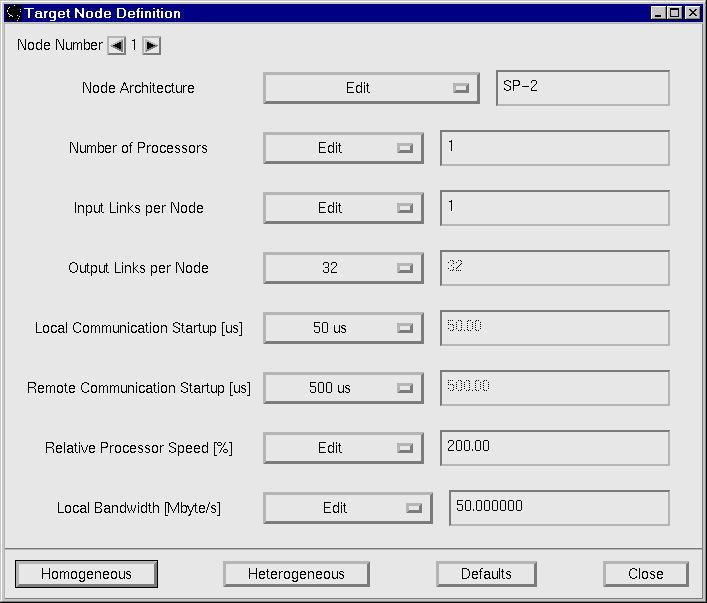 Target Node Definition
Node Number 1
Node Architecture Edit SP-2
Number of Processors Edit 1
Input Links per Node Edit 1
Output Links per Node 32 32
Local Communication Startup [us] 50 us 50.00
Remote Communication Startup [us] 500 us 500.00
Relative Processor Speed [%] Edit 200.00
Local Bandwidth [Mbyte/s] Edit 50.000000
Homogeneous Heterogeneous Defaults Close